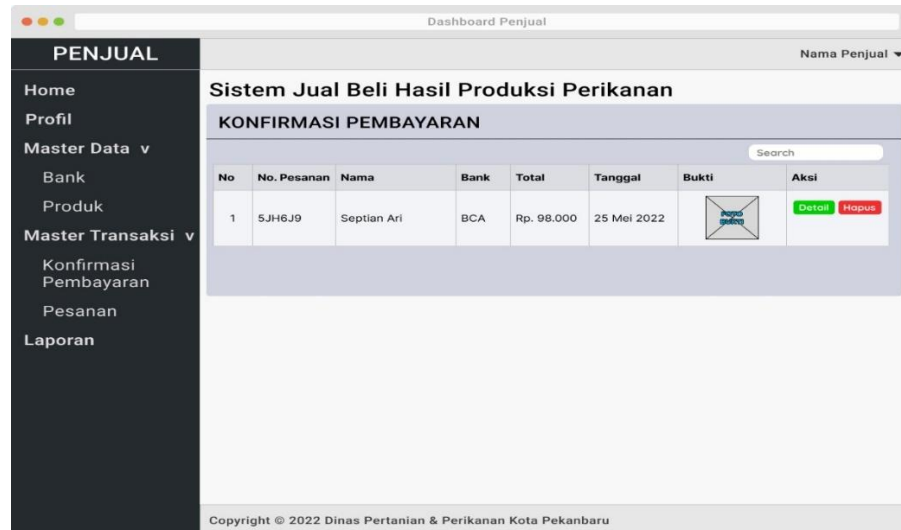 Dashboard Penjual
PENJUAL
Nama Penjual
Home
Profil
Master Data v
Bank
Produk
Master Transaksi v
Konfirmasi
Pembayaran
Pesanan
Laporan
Sistem Jual Beli Hasil Produksi Perikanan
KONFIRMASI PEMBAYARAN
Search
No No. Pesanan Nama Bank Total Tanggal Bukti Aksi
1 5JH6J9 Septian Ari BCA Rp. 98.000 25 Mei 2022 Detail Hapus
Copyright © 2022 Dinas Pertanian & Perikanan Kota Pekanbaru